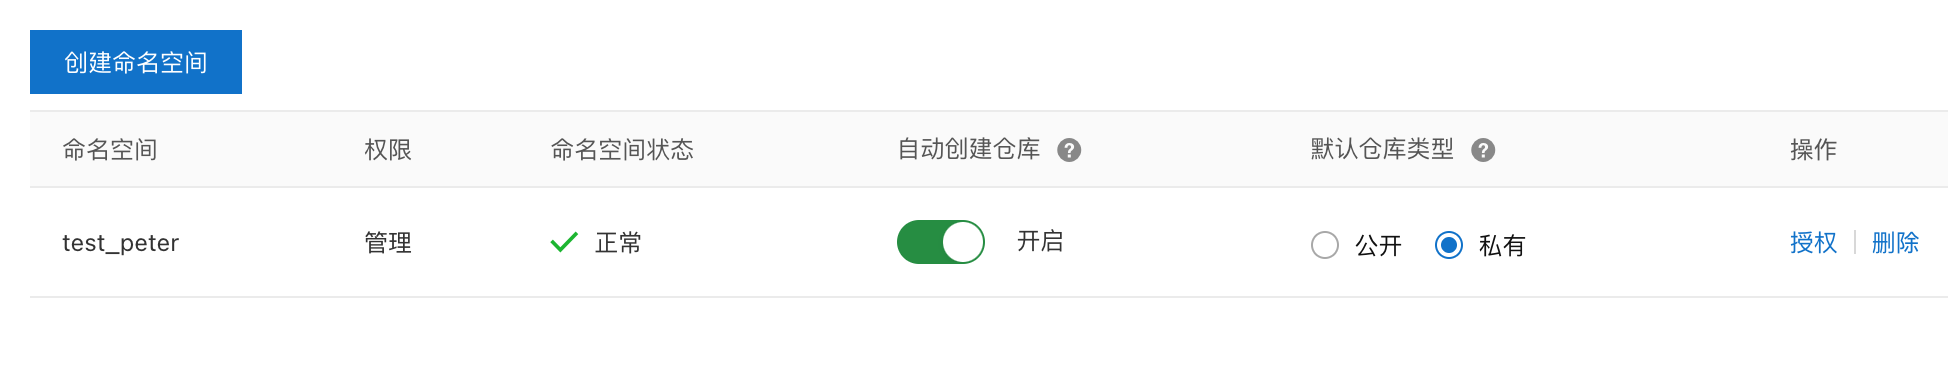 创建命名空间
命名空间 权限 命名空间状态 自动创建仓库 ? 默认仓库类型 ? 操作
test_peter 管理 正常 开启 公开 私有 授权 删除